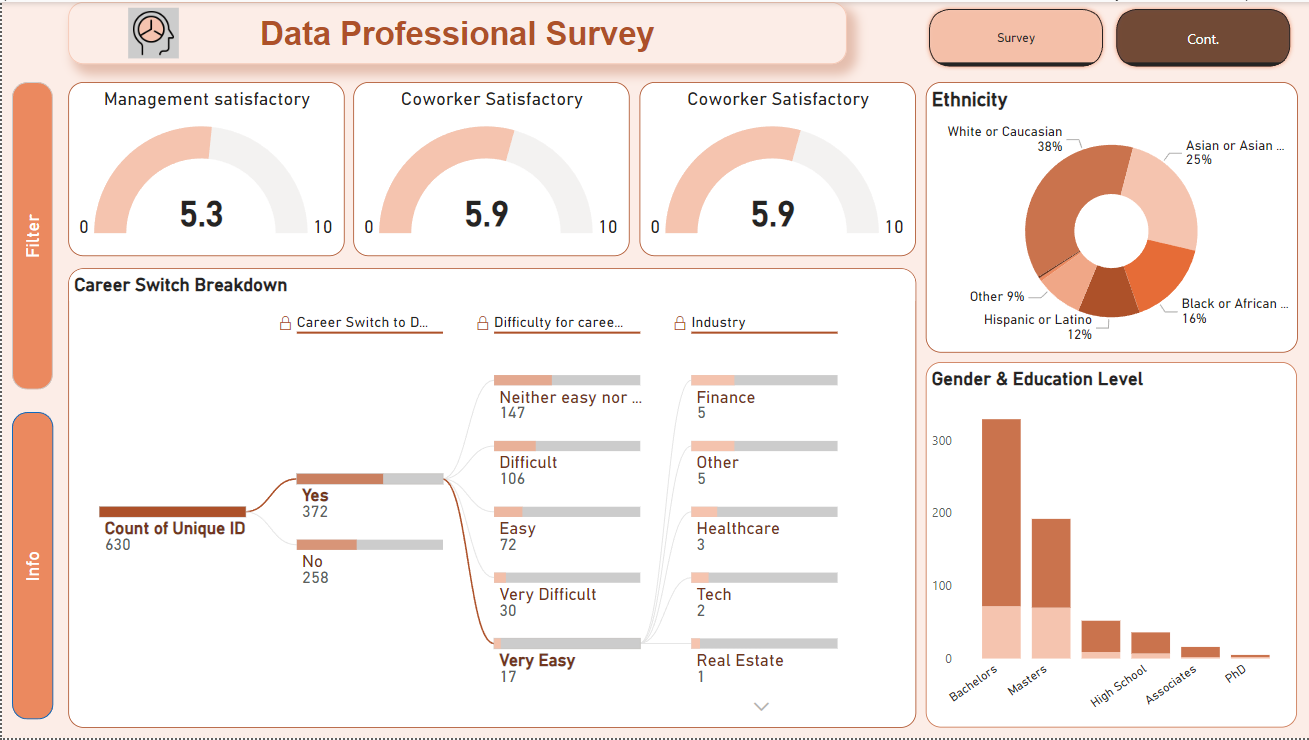 Data Professional Survey
Survey
Cont.
Filter
Info
Management satisfactory
0
5.3
10
Coworker Satisfactory
0
5.9
10
Coworker Satisfactory
0
5.9
10
Ethnicity
White or Caucasian
38%
Asian or Asian ...
25%
Black or African ...
16%
Hispanic or Latino
12%
Other 9%
Career Switch Breakdown
Career Switch to D...
Difficulty for caree...
Industry
Count of Unique ID
630
Yes
372
No
258
Neither easy nor ...
147
Difficult
106
Easy
72
Very Difficult
30
Very Easy
17
Finance
5
Other
5
Healthcare
3
Tech
2
Real Estate
1
Gender & Education Level
300
200
100
0
Bachelors
Masters
High School
Associates
PhD